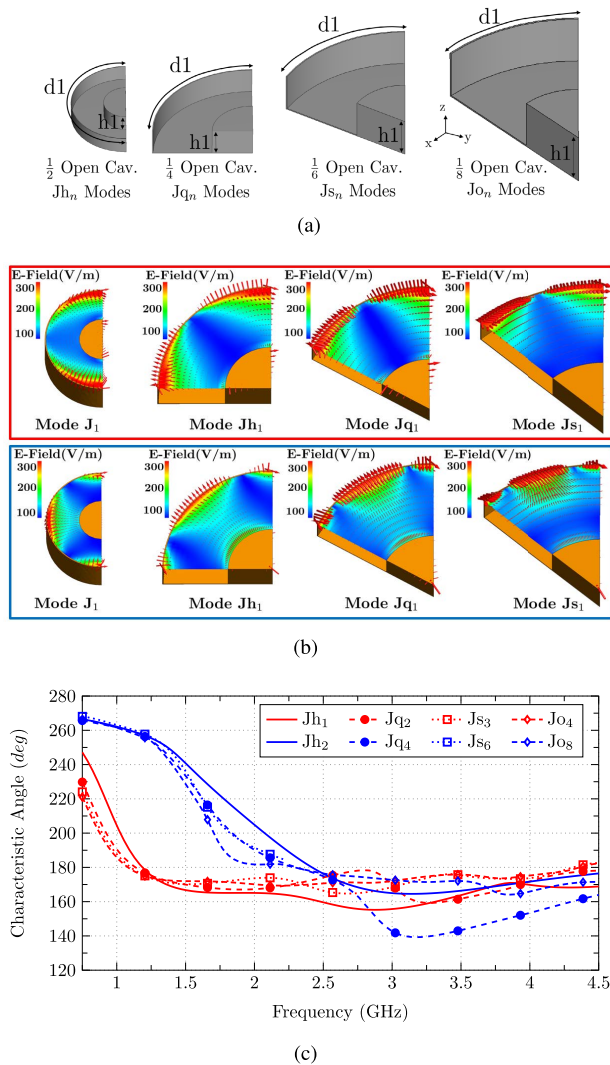 d1 d1 d1 d1
h1 h1 h1 h1
z
x y
1/2 Open Cav. 1/4 Open Cav. 1/6 Open Cav. 1/8 Open Cav.
Jhₙ Modes Jqₙ Modes Jsₙ Modes Joₙ Modes
(a)
E-Field(V/m) E-Field(V/m) E-Field(V/m) E-Field(V/m)
300 300 300 300
200 200 200 200
100 100 100 100
Mode J₁ Mode Jh₁ Mode Jq₁ Mode Js₁
E-Field(V/m) E-Field(V/m) E-Field(V/m) E-Field(V/m)
300 300 300 300
200 200 200 200
100 100 100 100
Mode J₁ Mode Jh₁ Mode Jq₁ Mode Js₁
(b)
Characteristic Angle (deg)
280
260
240
220
200
180
160
140
120
Jh₁ Jq₂ Js₃ Jo₄
Jh₂ Jq₄ Js₆ Jo₈
1 1.5 2 2.5 3 3.5 4 4.5
Frequency (GHz)
(c)